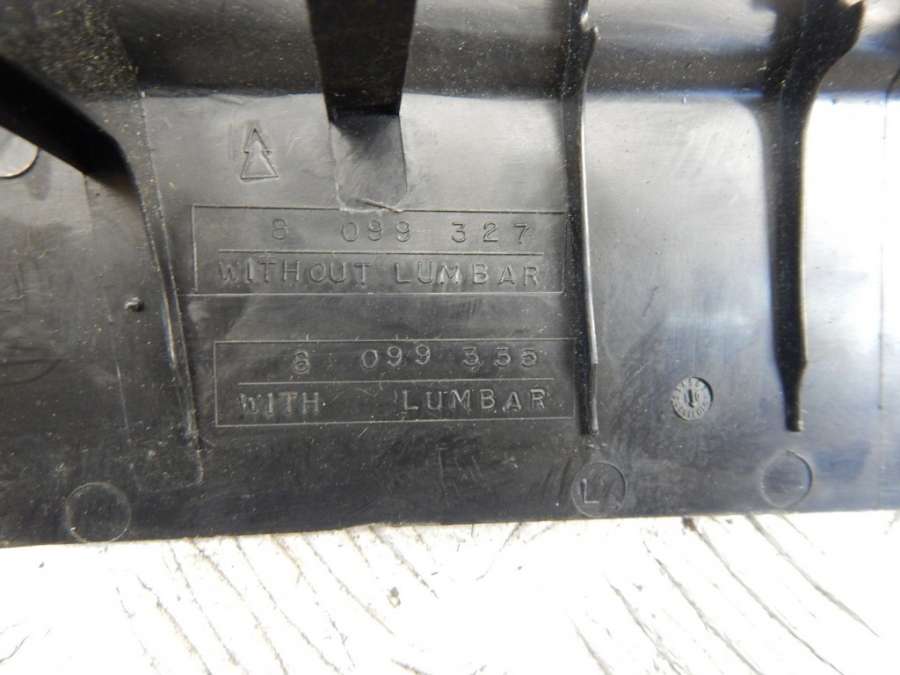 8 099 327
WITHOUT LUMBAR
8 099 335
WITH LUMBAR
L